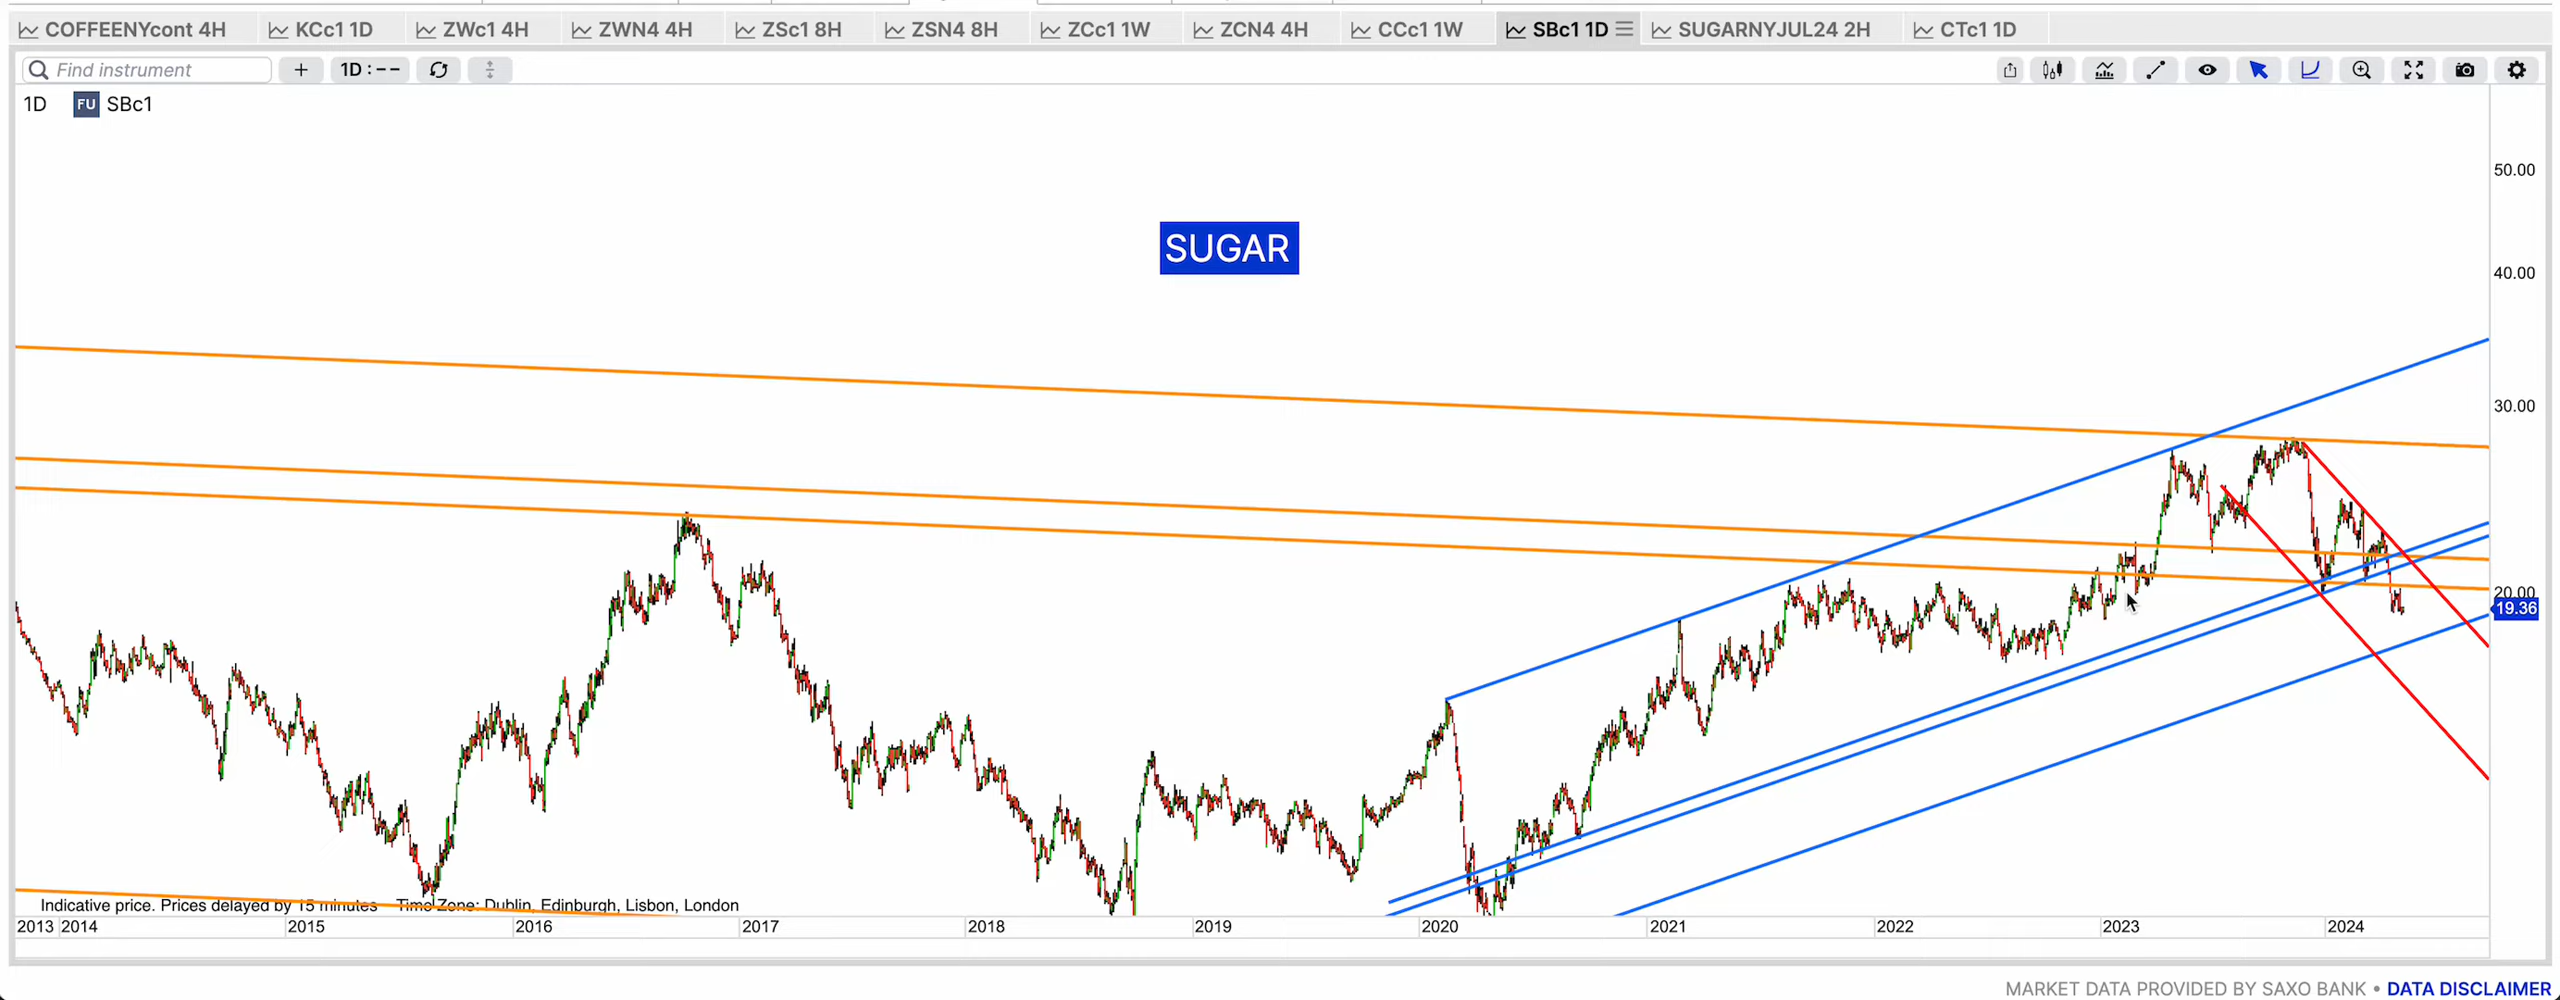 COFFEENYcont 4H KCc1 1D ZWc1 4H ZWN4 4H ZSc1 8H ZSN4 8H ZCc1 1W ZCN4 4H CCc1 1W SBc1 1D SUGARNYJUL24 2H CTc1 1D
Find instrument + 1D : --
1D FU SBc1
50.00
SUGAR
40.00
30.00
20.00
19.36
Indicative price. Prices delayed by 15 minutes Time Zone: Dublin, Edinburgh, Lisbon, London
2013 2014 2015 2016 2017 2018 2019 2020 2021 2022 2023 2024
MARKET DATA PROVIDED BY SAXO BANK • DATA DISCLAIMER